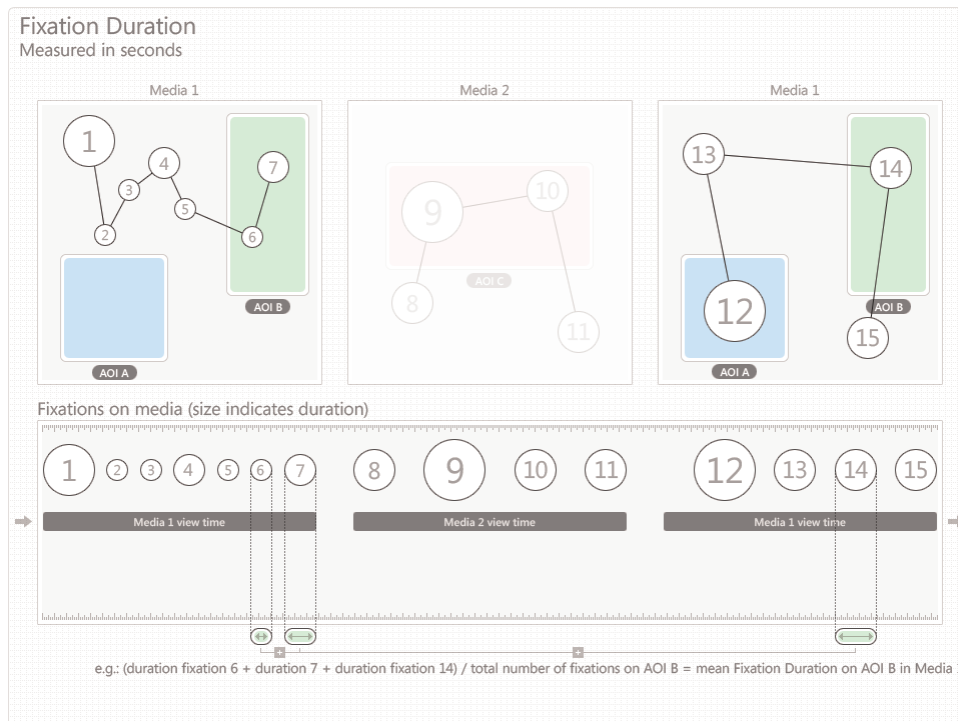 Fixation Duration
Measured in seconds
Media 1
Media 2
Media 1
1
2
3
4
5
6
7
AOI B
AOI A
8
9
10
11
AOI C
12
13
14
15
AOI B
AOI A
Fixations on media (size indicates duration)
1 2 3 4 5 6 7 8 9 10 11 12 13 14 15
Media 1 view time
Media 2 view time
Media 1 view time
e.g.: (duration fixation 6 + duration 7 + duration fixation 14) / total number of fixations on AOI B = mean Fixation Duration on AOI B in Media